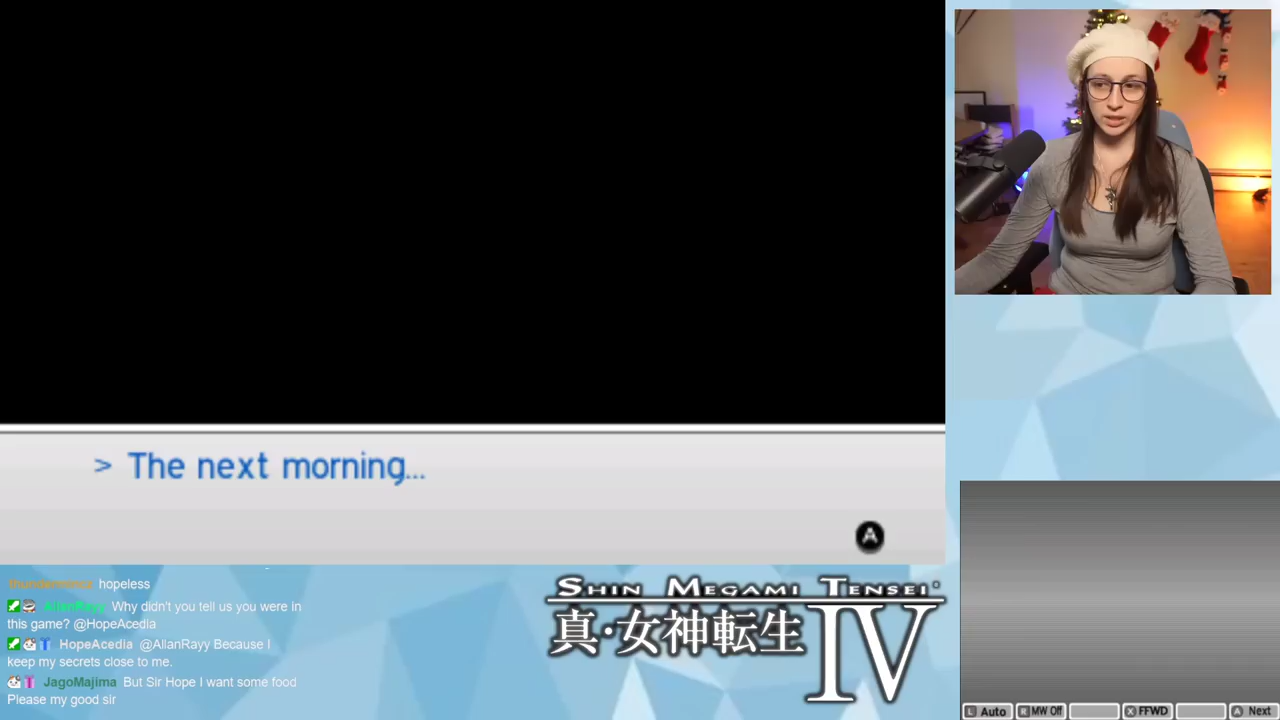 > The next morning...
A
hopeless
AllanRayy Why didn't you tell us you were in
this game? @HopeAcedia
HopeAcedia @AllanRayy Because I
keep my secrets close to me.
JagoMajima But Sir Hope I want some food
Please my good sir
SHIN MEGAMI TENSEI
真・女神転生
IV
L Auto R MW Off X FFWD A Next